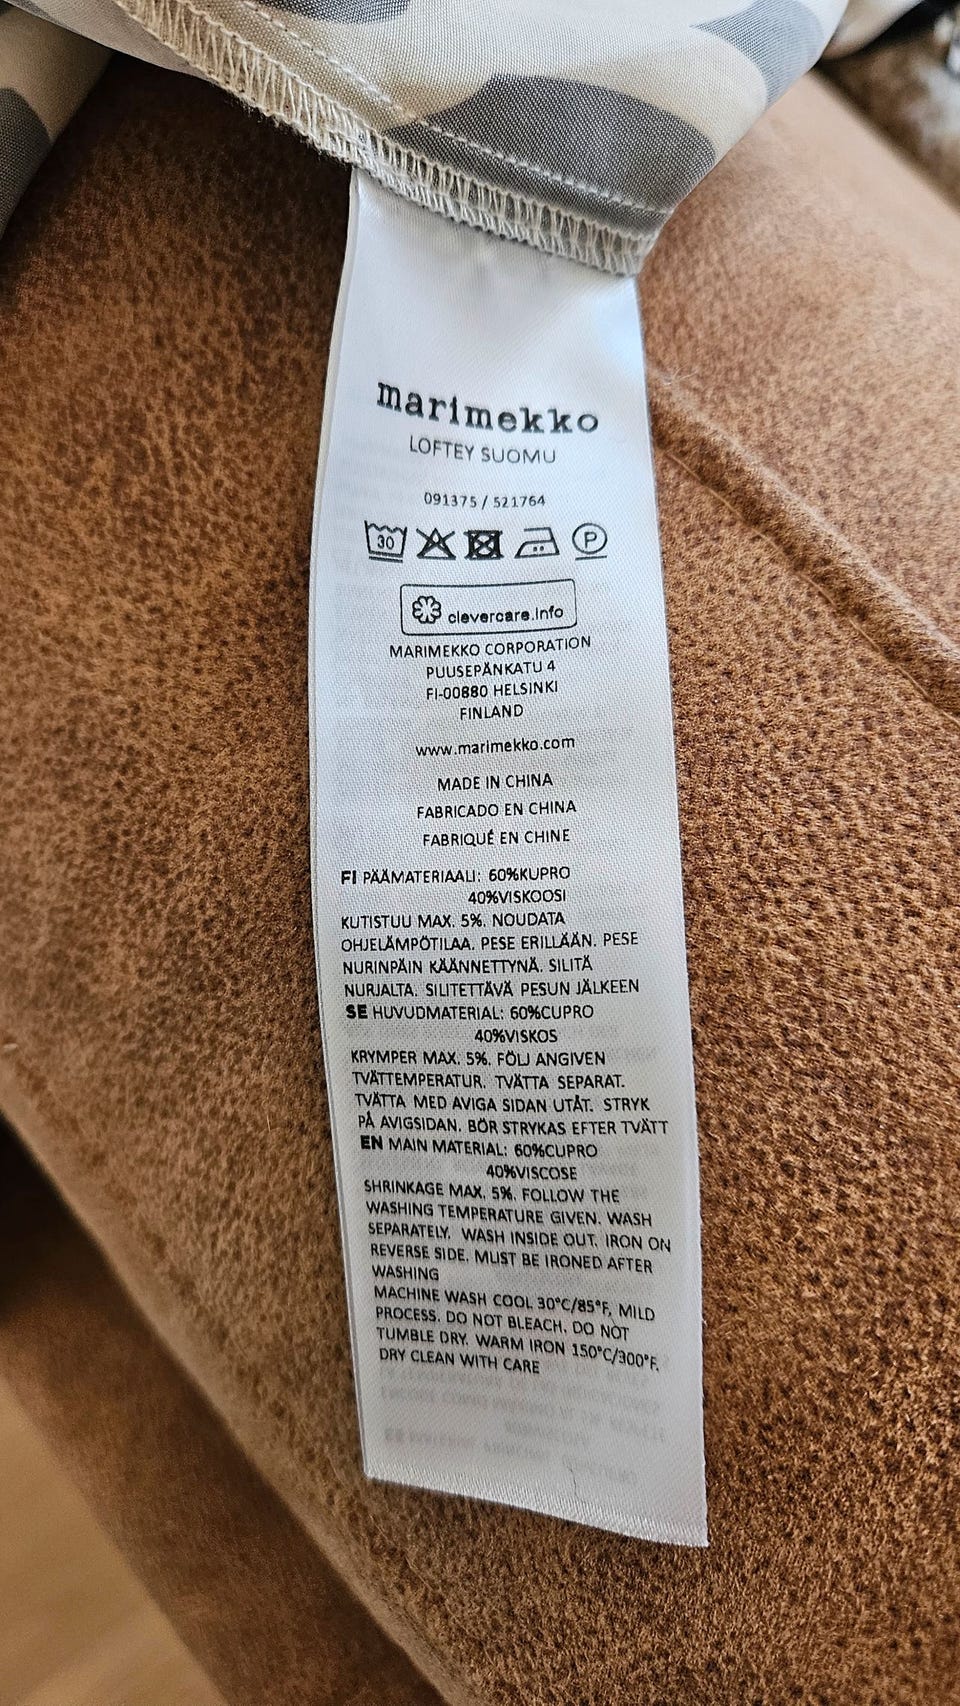 marimekko
LOFTEY SUOMU
091375 / 521764
30 P
clevercare.info
MARIMEKKO CORPORATION
PUUSEPÄNKATU 4
FI-00880 HELSINKI
FINLAND
www.marimekko.com
MADE IN CHINA
FABRICADO EN CHINA
FABRIQUÉ EN CHINE
FI PÄÄMATERIAALI: 60%KUPRO
40%VISKOOSI
KUTISTUU MAX. 5%. NOUDATA
OHJELÄMPÖTILAA. PESE ERILLÄÄN. PESE
NURINPÄIN KÄÄNNETTYNÄ. SILITÄ
NURJALTA. SILITETTÄVÄ PESUN JÄLKEEN
SE HUVUDMATERIAL: 60%CUPRO
40%VISKOS
KRYMPER MAX. 5%. FÖLJ ANGIVEN
TVÄTTEMPERATUR. TVÄTTA SEPARAT.
TVÄTTA MED AVIGA SIDAN UTÅT. STRYK
PÅ AVIGSIDAN. BÖR STRYKAS EFTER TVÄTT
EN MAIN MATERIAL: 60%CUPRO
40%VISCOSE
SHRINKAGE MAX. 5%. FOLLOW THE
WASHING TEMPERATURE GIVEN. WASH
SEPARATELY. WASH INSIDE OUT. IRON ON
REVERSE SIDE. MUST BE IRONED AFTER
WASHING
MACHINE WASH COOL 30°C/85°F, MILD
PROCESS. DO NOT BLEACH. DO NOT
TUMBLE DRY. WARM IRON 150°C/300°F.
DRY CLEAN WITH CARE